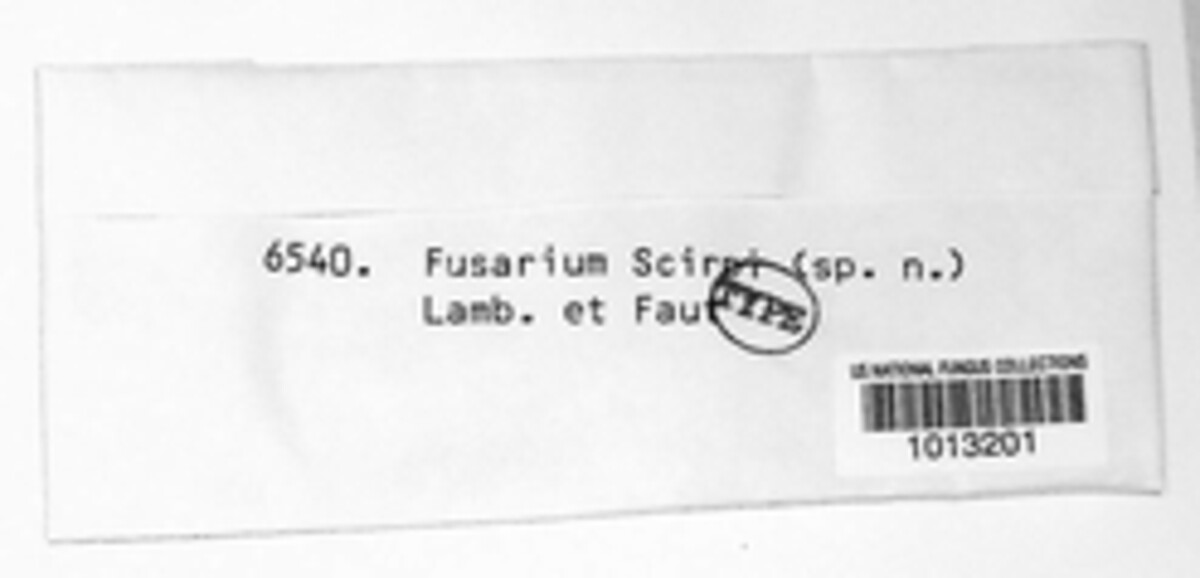 6540. Fusarium Scirpi (sp. n.)
Lamb. et Faut
TYPE
US NATIONAL FUNGUS COLLECTIONS
1013201